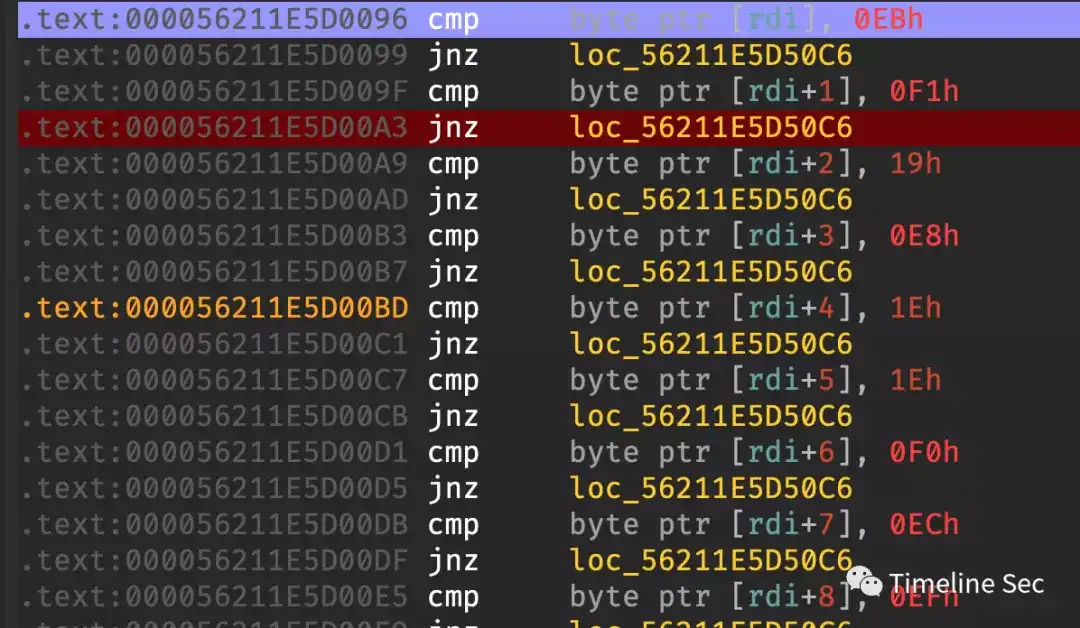 .text:000056211E5D0096 cmp byte ptr [rdi], 0EBh
.text:000056211E5D0099 jnz loc_56211E5D50C6
.text:000056211E5D009F cmp byte ptr [rdi+1], 0F1h
.text:000056211E5D00A3 jnz loc_56211E5D50C6
.text:000056211E5D00A9 cmp byte ptr [rdi+2], 19h
.text:000056211E5D00AD jnz loc_56211E5D50C6
.text:000056211E5D00B3 cmp byte ptr [rdi+3], 0E8h
.text:000056211E5D00B7 jnz loc_56211E5D50C6
.text:000056211E5D00BD cmp byte ptr [rdi+4], 1Eh
.text:000056211E5D00C1 jnz loc_56211E5D50C6
.text:000056211E5D00C7 cmp byte ptr [rdi+5], 1Eh
.text:000056211E5D00CB jnz loc_56211E5D50C6
.text:000056211E5D00D1 cmp byte ptr [rdi+6], 0F0h
.text:000056211E5D00D5 jnz loc_56211E5D50C6
.text:000056211E5D00DB cmp byte ptr [rdi+7], 0ECh
.text:000056211E5D00DF jnz loc_56211E5D50C6
.text:000056211E5D00E5 cmp byte ptr [rdi+8], 0EFh
Timeline Sec